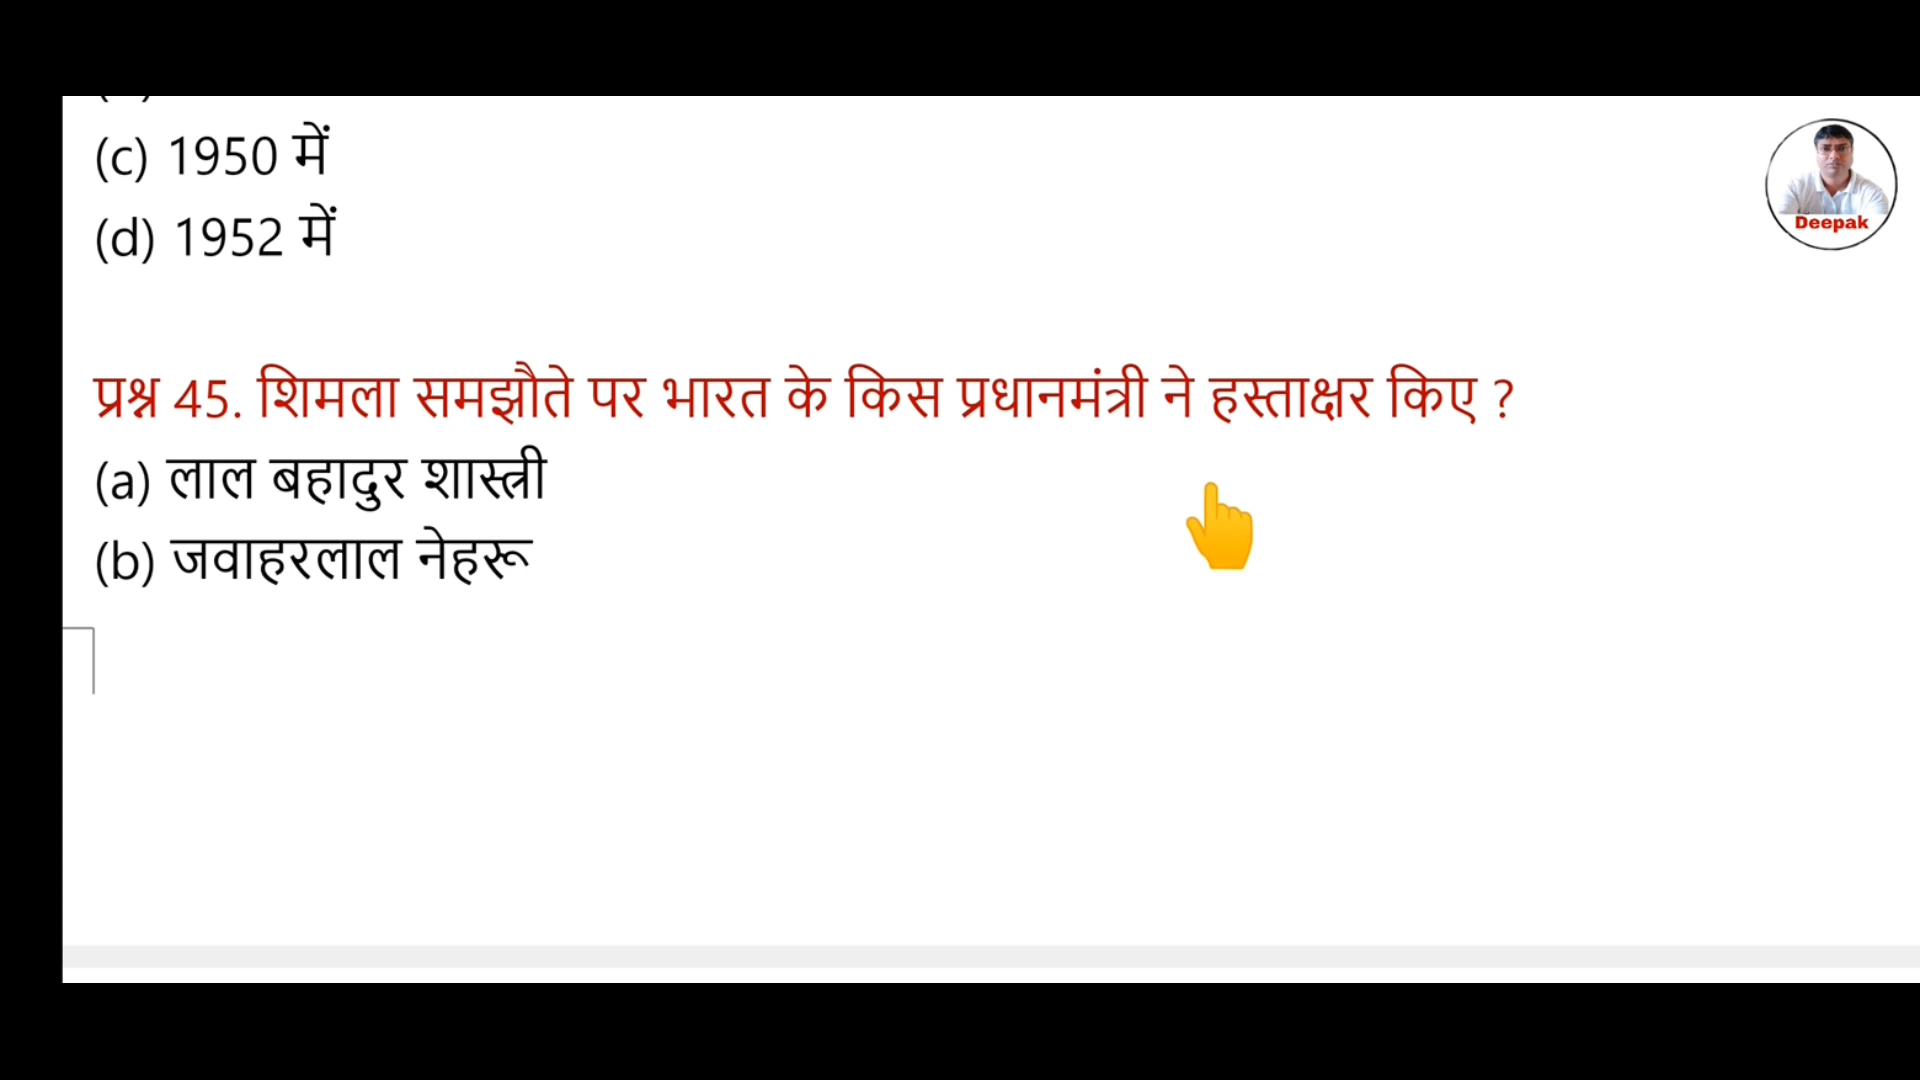 (c) 1950 में
(d) 1952 में
Deepak
प्रश्न 45. शिमला समझौते पर भारत के किस प्रधानमंत्री ने हस्ताक्षर किए ?
(a) लाल बहादुर शास्त्री
(b) जवाहरलाल नेहरू